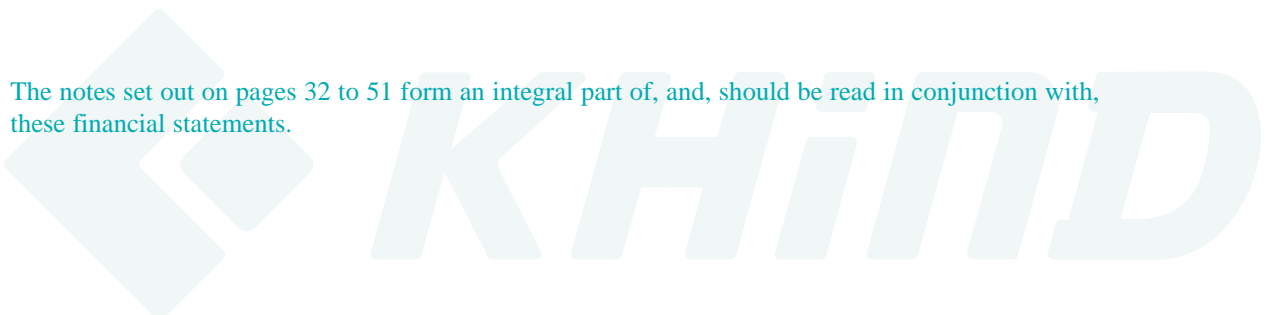 The notes set out on pages 32 to 51 form an integral part of, and, should be read in conjunction with,
these financial statements.
KHiND